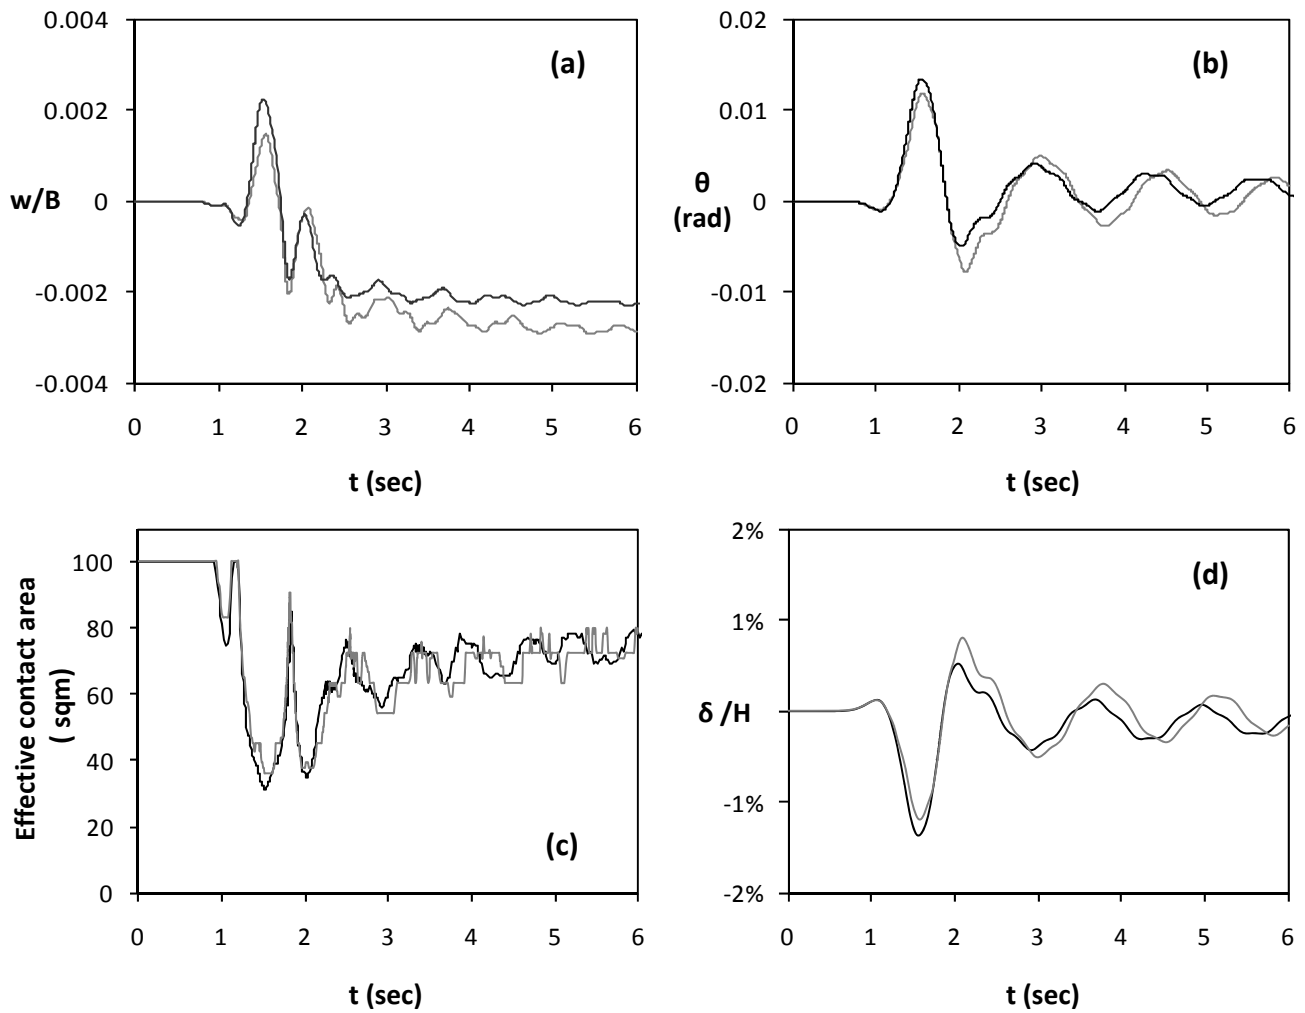 0.004
(a)
0.002
w/B
0
-0.002
-0.004
0 1 2 3 4 5 6
t (sec)
0.02
(b)
0.01
θ
(rad)
0
-0.01
-0.02
0 1 2 3 4 5 6
t (sec)
Effective contact area
( sqm)
100
80
60
40
20
0
(c)
0 1 2 3 4 5 6
t (sec)
2%
(d)
1%
δ /H
0
-1%
-2%
0 1 2 3 4 5 6
t (sec)